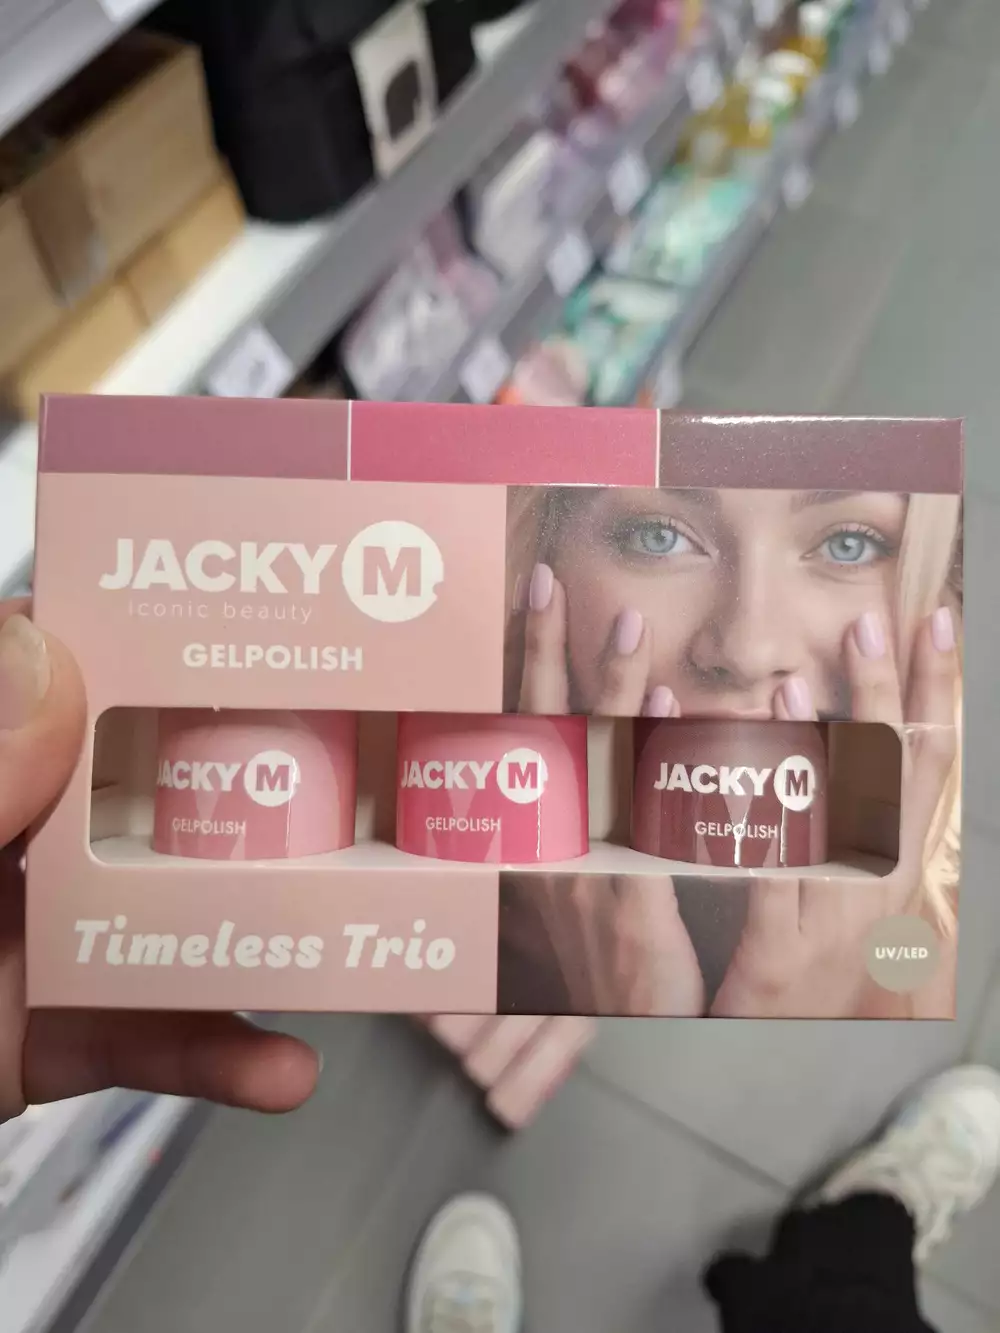 JACKY M
iconic beauty
GELPOLISH
JACKY M
GELPOLISH
JACKY M
GELPOLISH
JACKY M
GELPOLISH
Timeless Trio
UV/LED